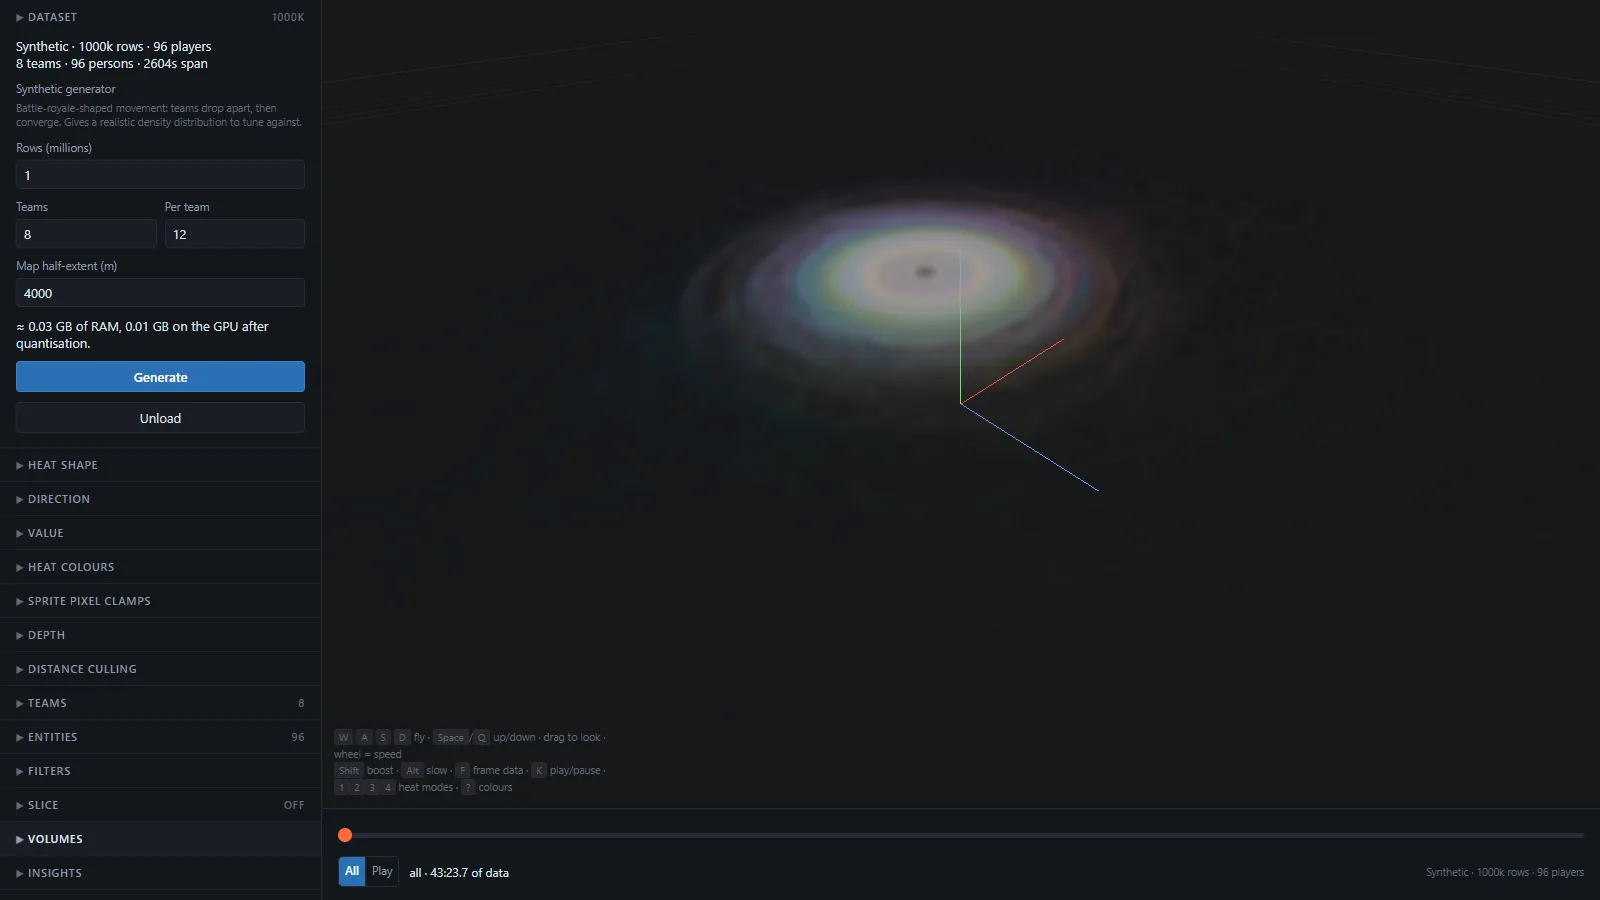 ▶ DATASET 1000K
Synthetic · 1000k rows · 96 players
8 teams · 96 persons · 2604s span
Synthetic generator
Battle-royale-shaped movement: teams drop apart, then
converge. Gives a realistic density distribution to tune against.
Rows (millions)
1
Teams Per team
8 12
Map half-extent (m)
4000
≈ 0.03 GB of RAM, 0.01 GB on the GPU after
quantisation.
Generate
Unload
▶ HEAT SHAPE
▶ DIRECTION
▶ VALUE
▶ HEAT COLOURS
▶ SPRITE PIXEL CLAMPS
▶ DEPTH
▶ DISTANCE CULLING
▶ TEAMS 8
▶ ENTITIES 96
▶ FILTERS
▶ SLICE OFF
▶ VOLUMES
▶ INSIGHTS
W A S D fly · Space / Q up/down · drag to look ·
wheel = speed
Shift boost · Alt slow · F frame data · K play/pause ·
1 2 3 4 heat modes · ? colours
All Play all · 43:23.7 of data
Synthetic · 1000k rows · 96 players